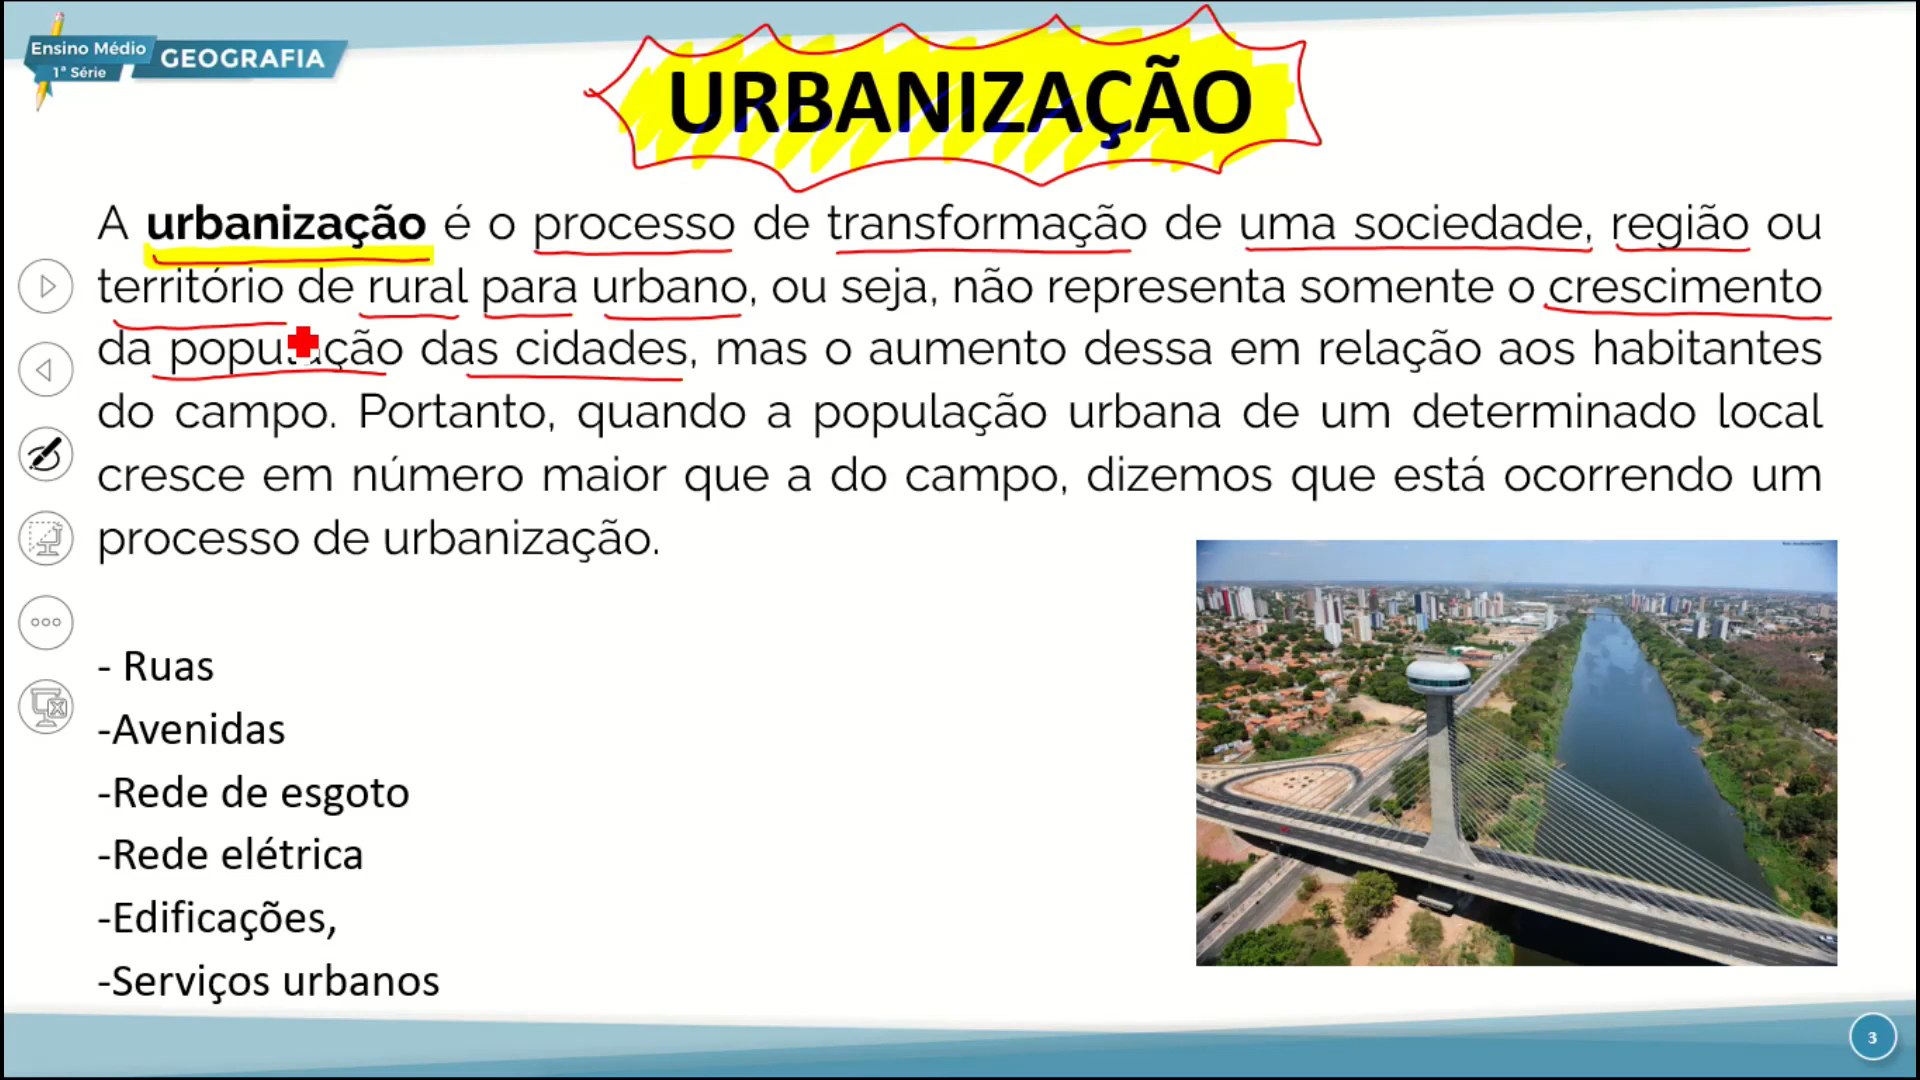 Ensino Médio
1ª Série
GEOGRAFIA
URBANIZAÇÃO
A urbanização é o processo de transformação de uma sociedade, região ou
território de rural para urbano, ou seja, não representa somente o crescimento
da população das cidades, mas o aumento dessa em relação aos habitantes
do campo. Portanto, quando a população urbana de um determinado local
cresce em número maior que a do campo, dizemos que está ocorrendo um
processo de urbanização.
- Ruas
-Avenidas
-Rede de esgoto
-Rede elétrica
-Edificações,
-Serviços urbanos
3